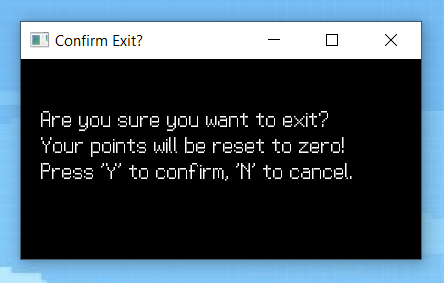 Confirm Exit?
Are you sure you want to exit?
Your points will be reset to zero!
Press 'Y' to confirm, 'N' to cancel.